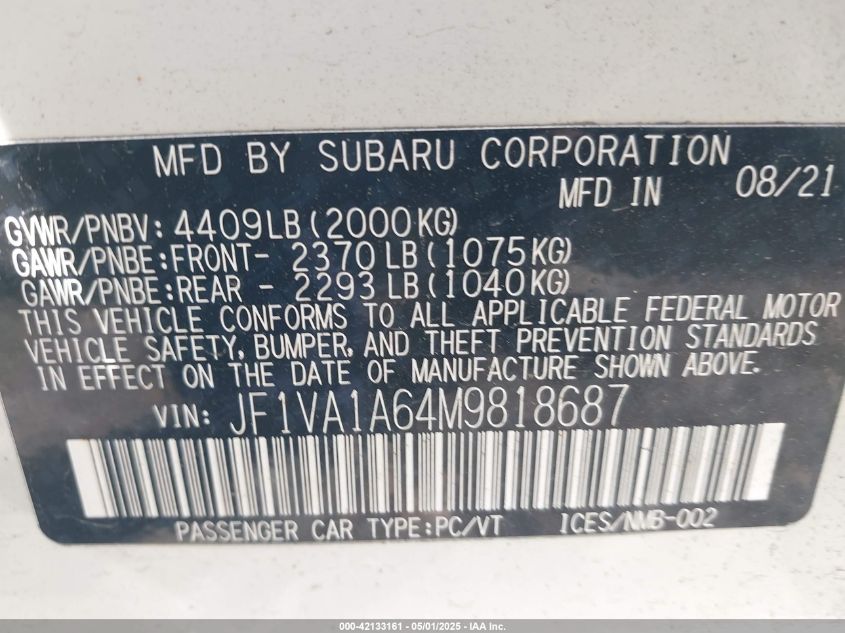 MFD BY SUBARU CORPORATION
MFD IN 08/21
GVWR/PNBV: 4409LB(2000KG)
GAWR/PNBE:FRONT- 2370LB(1075KG)
GAWR/PNBE:REAR - 2293LB(1040KG)
THIS VEHICLE CONFORMS TO ALL APPLICABLE FEDERAL MOTOR
VEHICLE SAFETY, BUMPER, AND THEFT PREVENTION STANDARDS
IN EFFECT ON THE DATE OF MANUFACTURE SHOWN ABOVE.
VIN: JF1VA1A64M9818687
PASSENGER CAR TYPE:PC/VT ICES/NMB-002
000-42133161 - 05/01/2025 - IAA Inc.